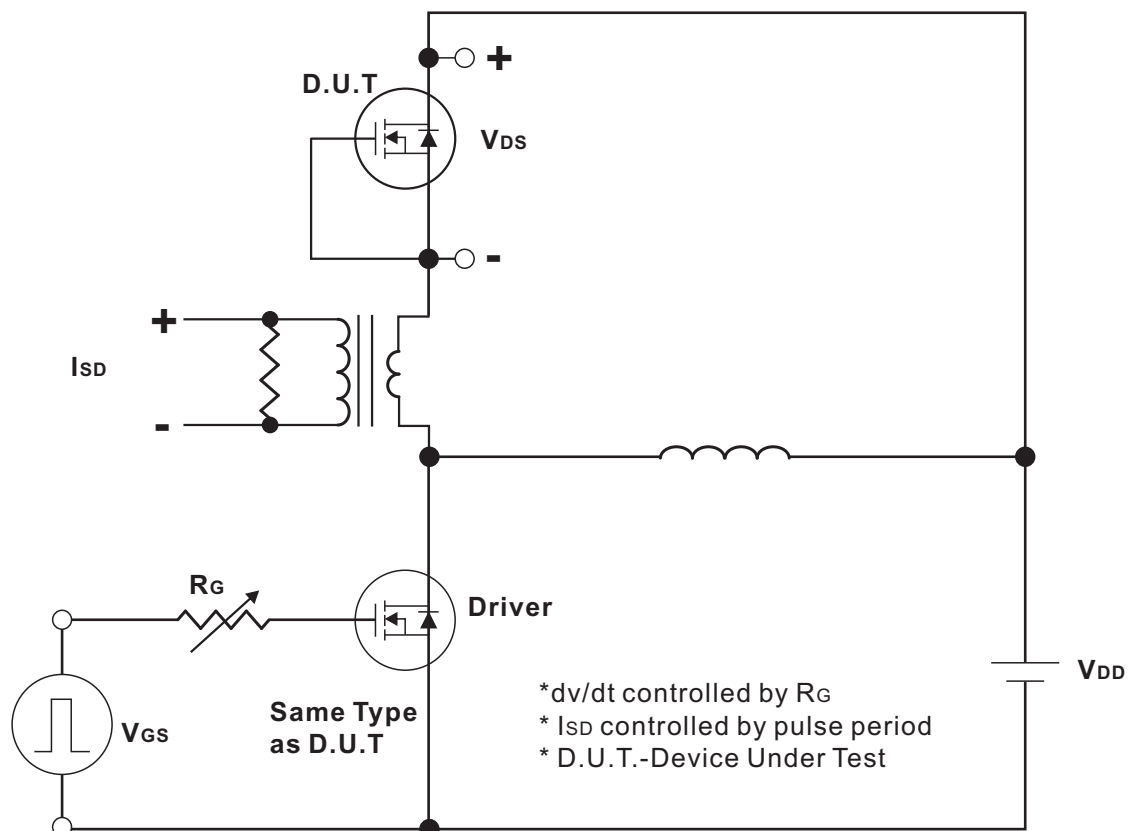 +
D.U.T
VDS
-
+
ISD
-
RG
Driver
VDD
VGS
Same Type
as D.U.T
*dv/dt controlled by RG
* ISD controlled by pulse period
* D.U.T.-Device Under Test